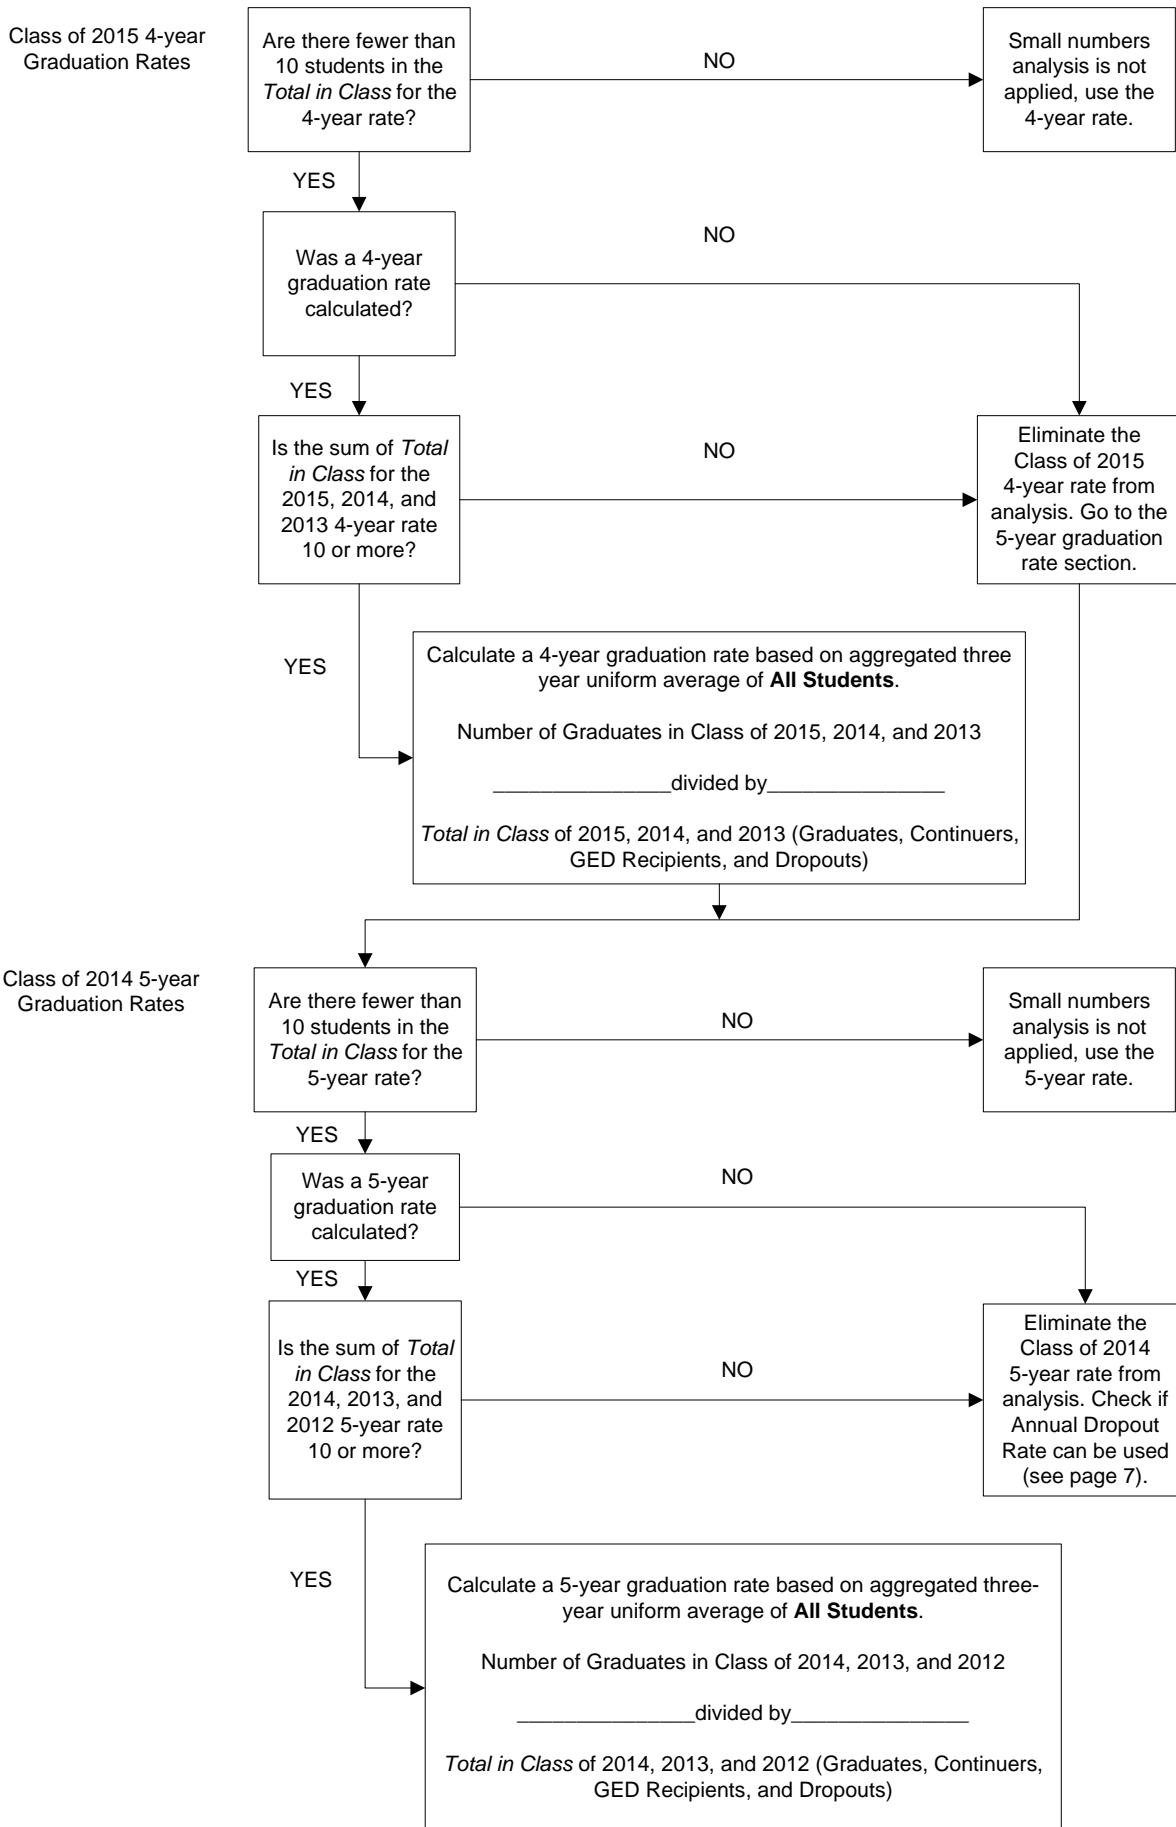 Class of 2015 4-year
Graduation Rates
Are there fewer than
10 students in the
Total in Class for the
4-year rate?
NO
Small numbers
analysis is not
applied, use the
4-year rate.
YES
Was a 4-year
graduation rate
calculated?
NO
YES
Is the sum of Total
in Class for the
2015, 2014, and
2013 4-year rate
10 or more?
NO
Eliminate the
Class of 2015
4-year rate from
analysis. Go to the
5-year graduation
rate section.
YES
Calculate a 4-year graduation rate based on aggregated three
year uniform average of All Students.
Number of Graduates in Class of 2015, 2014, and 2013
_______________divided by_______________
Total in Class of 2015, 2014, and 2013 (Graduates, Continuers,
GED Recipients, and Dropouts)
Class of 2014 5-year
Graduation Rates
Are there fewer than
10 students in the
Total in Class for the
5-year rate?
NO
Small numbers
analysis is not
applied, use the
5-year rate.
YES
Was a 5-year
graduation rate
calculated?
NO
YES
Is the sum of Total
in Class for the
2014, 2013, and
2012 5-year rate
10 or more?
NO
Eliminate the
Class of 2014
5-year rate from
analysis. Check if
Annual Dropout
Rate can be used
(see page 7).
YES
Calculate a 5-year graduation rate based on aggregated three-
year uniform average of All Students.
Number of Graduates in Class of 2014, 2013, and 2012
_______________divided by_______________
Total in Class of 2014, 2013, and 2012 (Graduates, Continuers,
GED Recipients, and Dropouts)